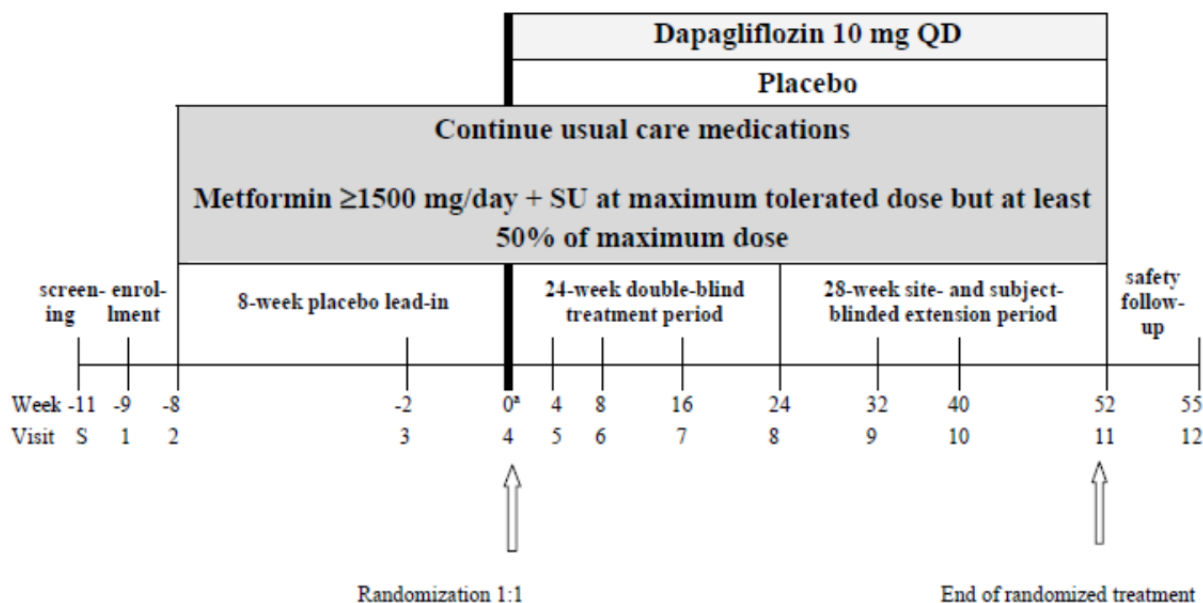 Dapagliflozin 10 mg QD
Placebo
Continue usual care medications
Metformin ≥1500 mg/day + SU at maximum tolerated dose but at least
50% of maximum dose
screen-
ing
enrol-
lment
8-week placebo lead-in
24-week double-blind
treatment period
28-week site- and subject-
blinded extension period
safety
follow-
up
Week -11 -9 -8 -2 0ª 4 8 16 24 32 40 52 55
Visit S 1 2 3 4 5 6 7 8 9 10 11 12
Randomization 1:1
End of randomized treatment